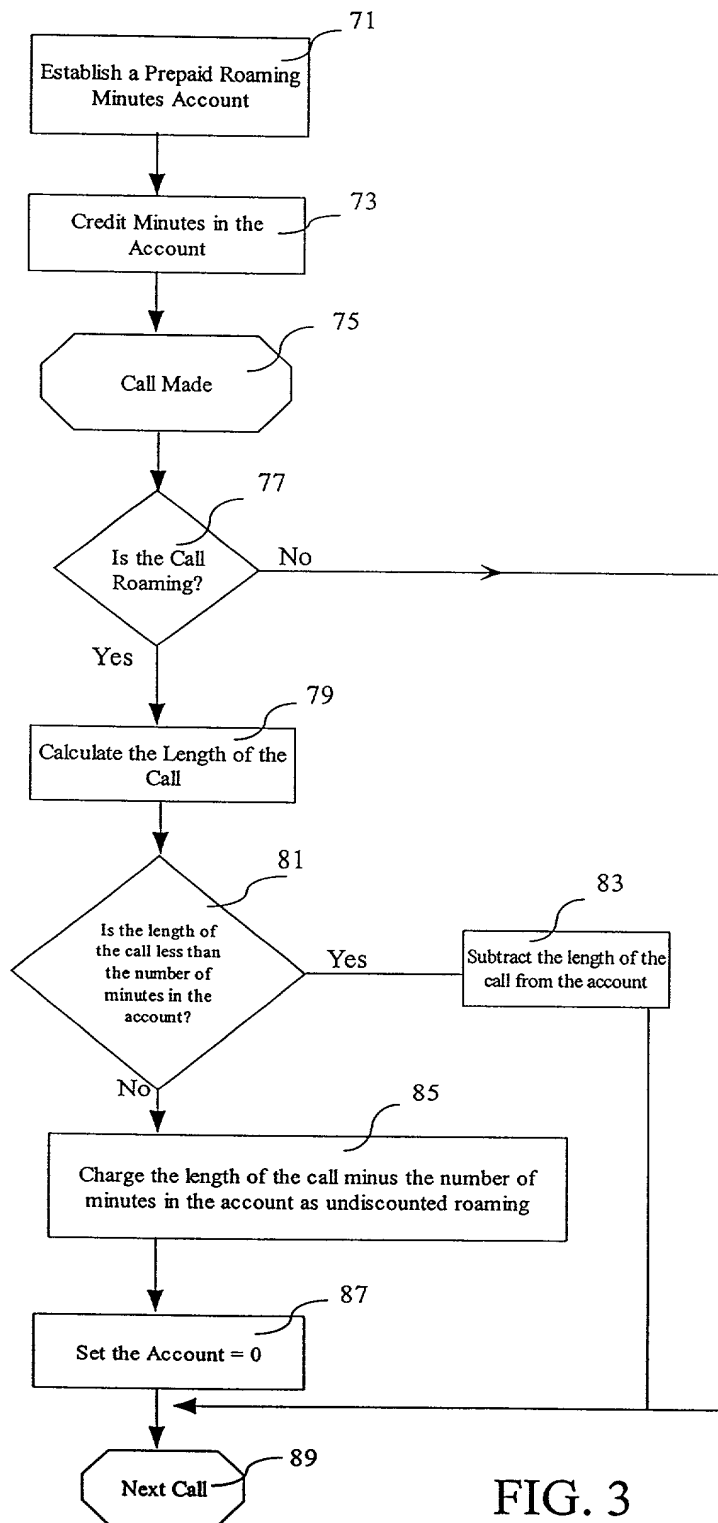 71
Establish a Prepaid Roaming
Minutes Account
73
Credit Minutes in the
Account
75
Call Made
77
Is the Call
Roaming?
No
Yes
79
Calculate the Length of the
Call
81
Is the length of
the call less than
the number of
minutes in the
account?
Yes
83
Subtract the length of the
call from the account
No
85
Charge the length of the call minus the number of
minutes in the account as undiscounted roaming
87
Set the Account = 0
89
Next Call
FIG. 3